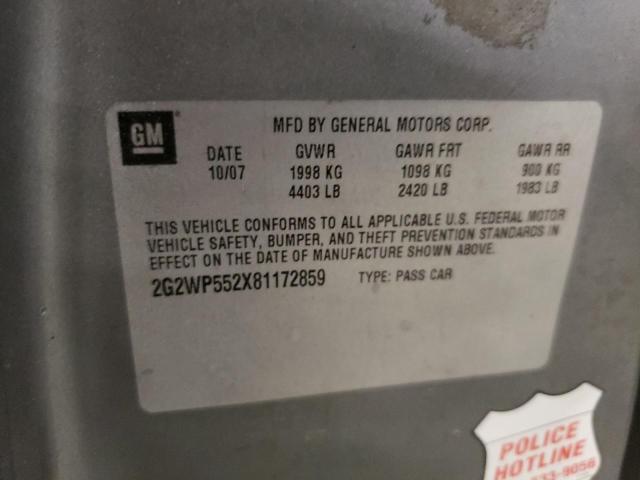 GM
MFD BY GENERAL MOTORS CORP.
DATE GVWR GAWR FRT GAWR RR
10/07 1998 KG 1098 KG 900 KG
4403 LB 2420 LB 1983 LB
THIS VEHICLE CONFORMS TO ALL APPLICABLE U.S. FEDERAL MOTOR
VEHICLE SAFETY, BUMPER, AND THEFT PREVENTION STANDARDS IN
EFFECT ON THE DATE OF MANUFACTURE SHOWN ABOVE.
2G2WP552X81172859 TYPE: PASS CAR
POLICE
HOTLINE